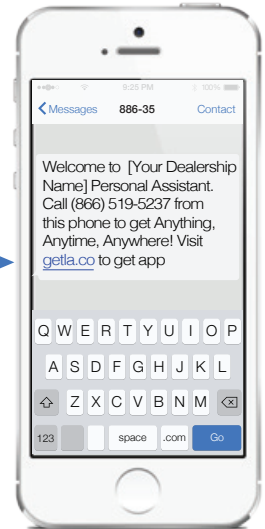 9:25 PM 100%
Messages 886-35 Contact
Welcome to [Your Dealership
Name] Personal Assistant.
Call (866) 519-5237 from
this phone to get Anything,
Anytime, Anywhere! Visit
getla.co to get app
Q W E R T Y U I O P
A S D F G H J K L
Z X C V B N M
123 space .com Go